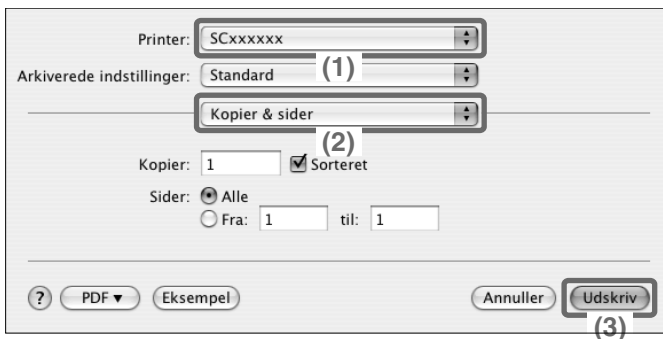 Printer: SCxxxxxx
(1)
Arkiverede indstillinger: Standard
Kopier & sider
(2)
Kopier: 1 Sorteret
Sider: Alle
Fra: 1 til: 1
? PDF ▼ Eksempel Annuller Udskriv
(3)